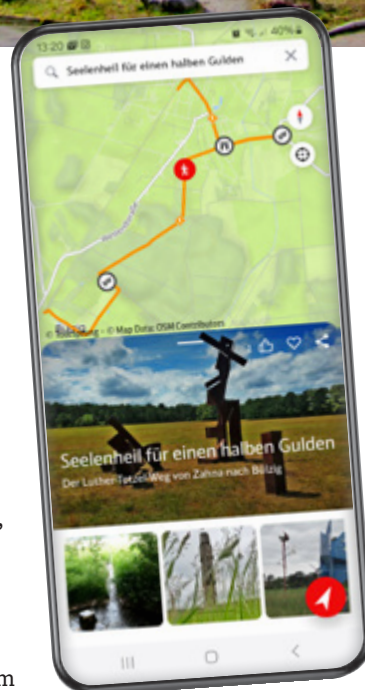 13:20
40%
Seelenheil für einen halben Gulden
© Map Data: OSM Contributors
Seelenheil für einen halben Gulden
Der Luther-Tetzel-Weg von Zahna nach Bülzig
,
m